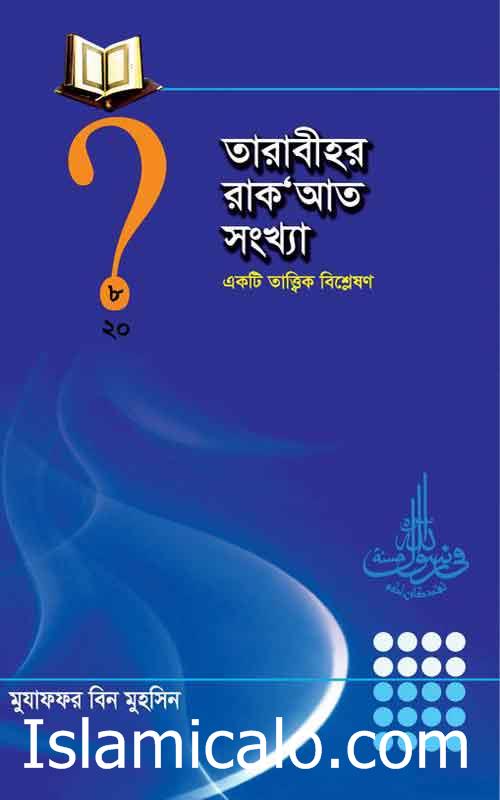 তারাবীহর
রাক‘আত
সংখ্যা
একটি তাত্ত্বিক বিশ্লেষণ
?
৮
২০
মুযাফফর বিন মুহসিন
Islamicalo.com